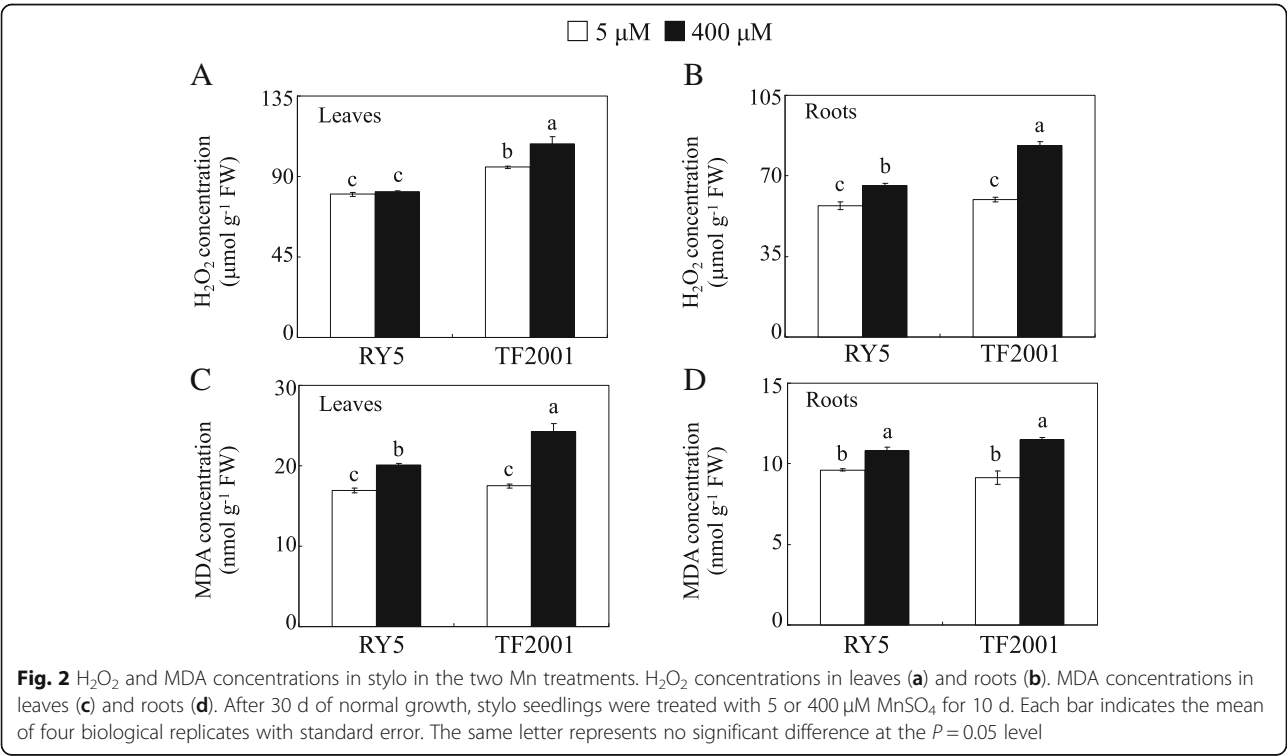 5 µM 400 µM
A
135
90
45
0
H₂O₂ concentration
(µmol g⁻¹ FW)
Leaves
c c b a
RY5 TF2001
B
105
70
35
0
H₂O₂ concentration
(µmol g⁻¹ FW)
Roots
c b c a
RY5 TF2001
C
30
20
10
0
MDA concentration
(nmol g⁻¹ FW)
Leaves
c b c a
RY5 TF2001
D
15
10
5
0
MDA concentration
(nmol g⁻¹ FW)
Roots
b a b a
RY5 TF2001
Fig. 2 H₂O₂ and MDA concentrations in stylo in the two Mn treatments. H₂O₂ concentrations in leaves (a) and roots (b). MDA concentrations in
leaves (c) and roots (d). After 30 d of normal growth, stylo seedlings were treated with 5 or 400 µM MnSO₄ for 10 d. Each bar indicates the mean
of four biological replicates with standard error. The same letter represents no significant difference at the P = 0.05 level